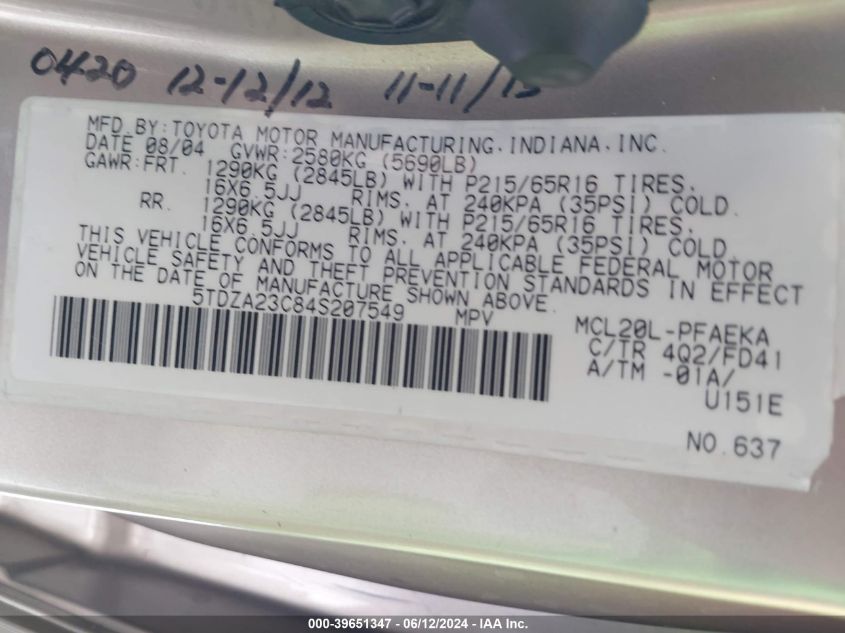 0420 12-12/12 11-11/13
MFD. BY: TOYOTA MOTOR MANUFACTURING, INDIANA, INC.
DATE 08/04 GVWR: 2580KG (5690LB)
GAWR: FRT. 1290KG (2845LB) WITH P215/65R16 TIRES.
16X6.5JJ RIMS. AT 240KPA (35PSI) COLD.
RR. 1290KG (2845LB) WITH P215/65R16 TIRES.
16X6.5JJ RIMS. AT 240KPA (35PSI) COLD.
THIS VEHICLE CONFORMS TO ALL APPLICABLE FEDERAL MOTOR
VEHICLE SAFETY AND THEFT PREVENTION STANDARDS IN EFFECT
ON THE DATE OF MANUFACTURE SHOWN ABOVE.
5TDZA23C84S207549 MPV
MCL20L-PFAEKA
C/TR 4Q2/FD41
A/TM -01A/
U151E
NO.637
000-39651347 - 06/12/2024 - IAA Inc.